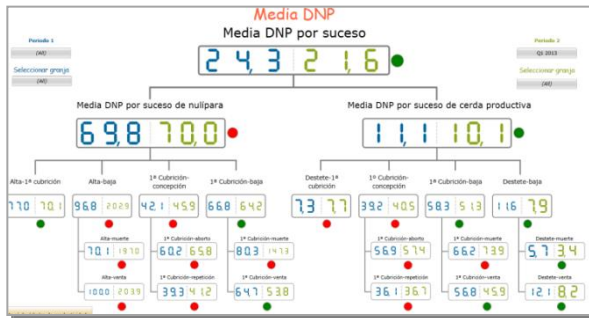 Media DNP
Media DNP por suceso
Periodo 1
(All)
Seleccionar granja
(All)
24,3 21,6
Periodo 2
Q1 2013
Seleccionar granja
(All)
Media DNP por suceso de nulípara
69,8 70,0
Media DNP por suceso de cerda productiva
11,1 10,1
Alta-1ª cubrición
77.0 70.1
Alta-baja
96.8 202.9
1ª Cubrición-concepción
42.1 45.9
1ª Cubrición-baja
66.8 64.2
Destete-1ª cubrición
7,3 7,7
1ª Cubrición-concepción
39.2 40.5
1ª Cubrición-baja
58.3 51.3
Destete-baja
11.6 7,9
Alta-muerte
70.1 197.0
1ª Cubrición-aborto
60.2 65.8
1ª Cubrición-muerte
80.3 147.3
1ª Cubrición-aborto
56.9 57.4
1ª Cubrición-muerte
66.2 73.9
Destete-muerte
5,7 3,4
Alta-venta
100.0 203.9
1ª Cubrición-repetición
39.3 41.2
1ª Cubrición-venta
64.7 53.8
1ª Cubrición-repetición
36.1 36.7
1ª Cubrición-venta
56.8 45.9
Destete-venta
12.1 8.2